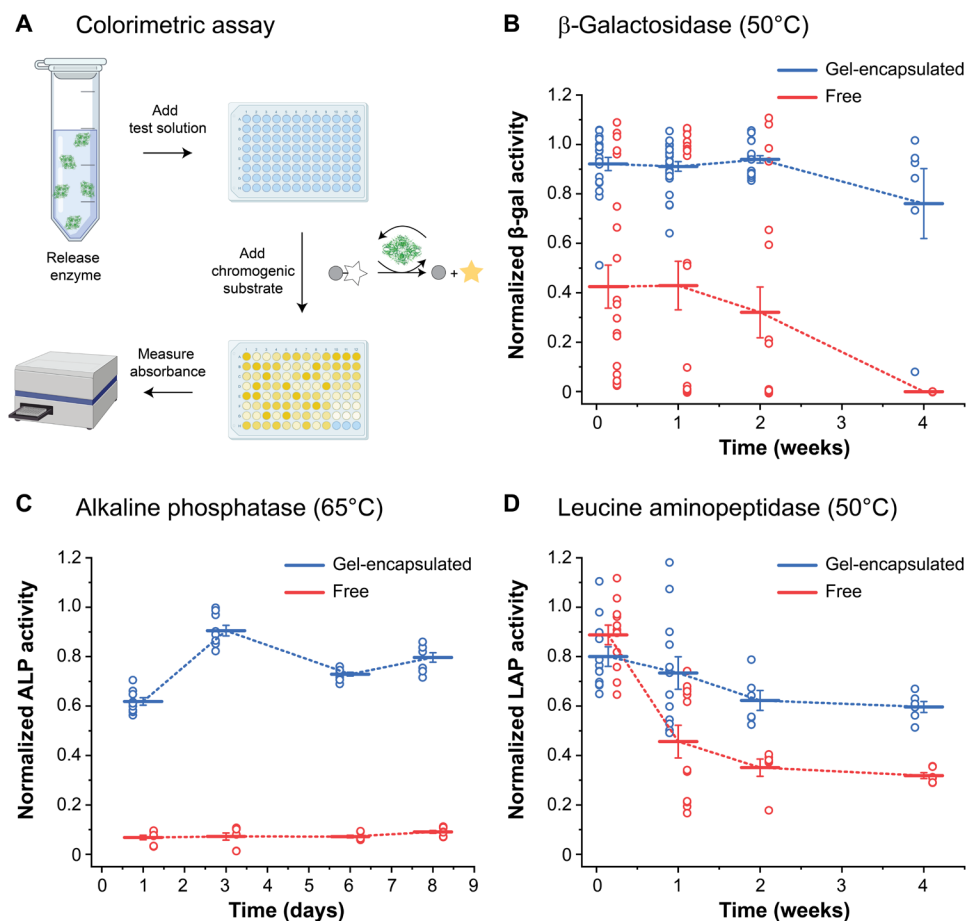 A Colorimetric assay
Add
test solution
Release
enzyme
Add
chromogenic
substrate
+
Measure
absorbance
B β-Galactosidase (50°C)
Gel-encapsulated
Free
Normalized β-gal activity
1.2
1.0
0.8
0.6
0.4
0.2
0
0 1 2 3 4
Time (weeks)
C Alkaline phosphatase (65°C)
Gel-encapsulated
Free
Normalized ALP activity
1.2
1.0
0.8
0.6
0.4
0.2
0
0 1 2 3 4 5 6 7 8 9
Time (days)
D Leucine aminopeptidase (50°C)
Gel-encapsulated
Free
Normalized LAP activity
1.2
1.0
0.8
0.6
0.4
0.2
0
0 1 2 3 4
Time (weeks)